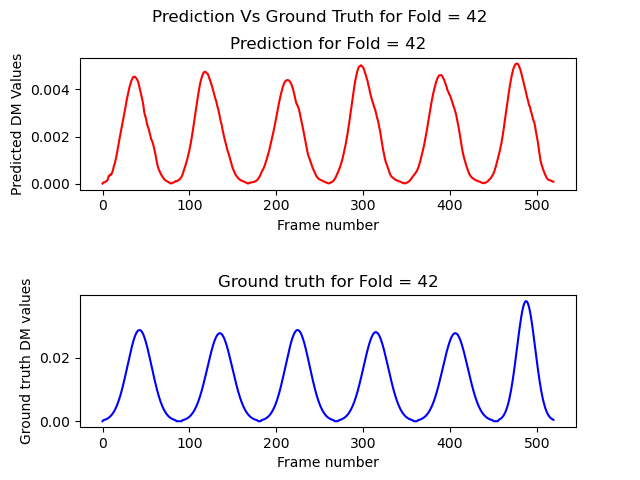 Prediction Vs Ground Truth for Fold = 42
Prediction for Fold = 42
Predicted DM Values
0.004
0.002
0.000
0 100 200 300 400 500
Frame number
Ground truth for Fold = 42
Ground truth DM values
0.02
0.00
0 100 200 300 400 500
Frame number